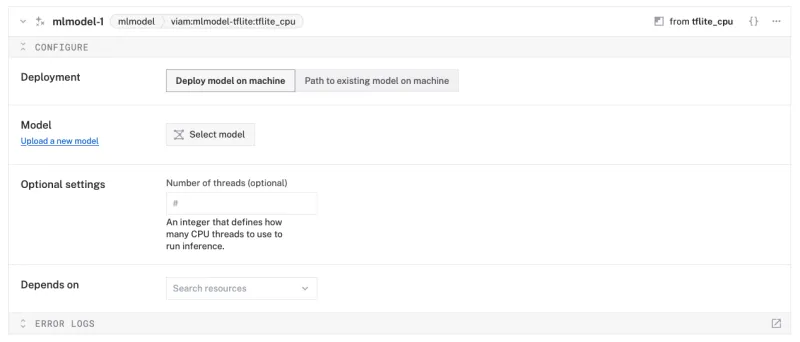 mlmodel-1 mlmodel viam:mlmodel-tflite:tflite_cpu from tflite_cpu {} ···
CONFIGURE
Deployment Deploy model on machine Path to existing model on machine
Model
Upload a new model
Select model
Optional settings Number of threads (optional)
#
An integer that defines how
many CPU threads to use to
run inference.
Depends on Search resources
ERROR LOGS